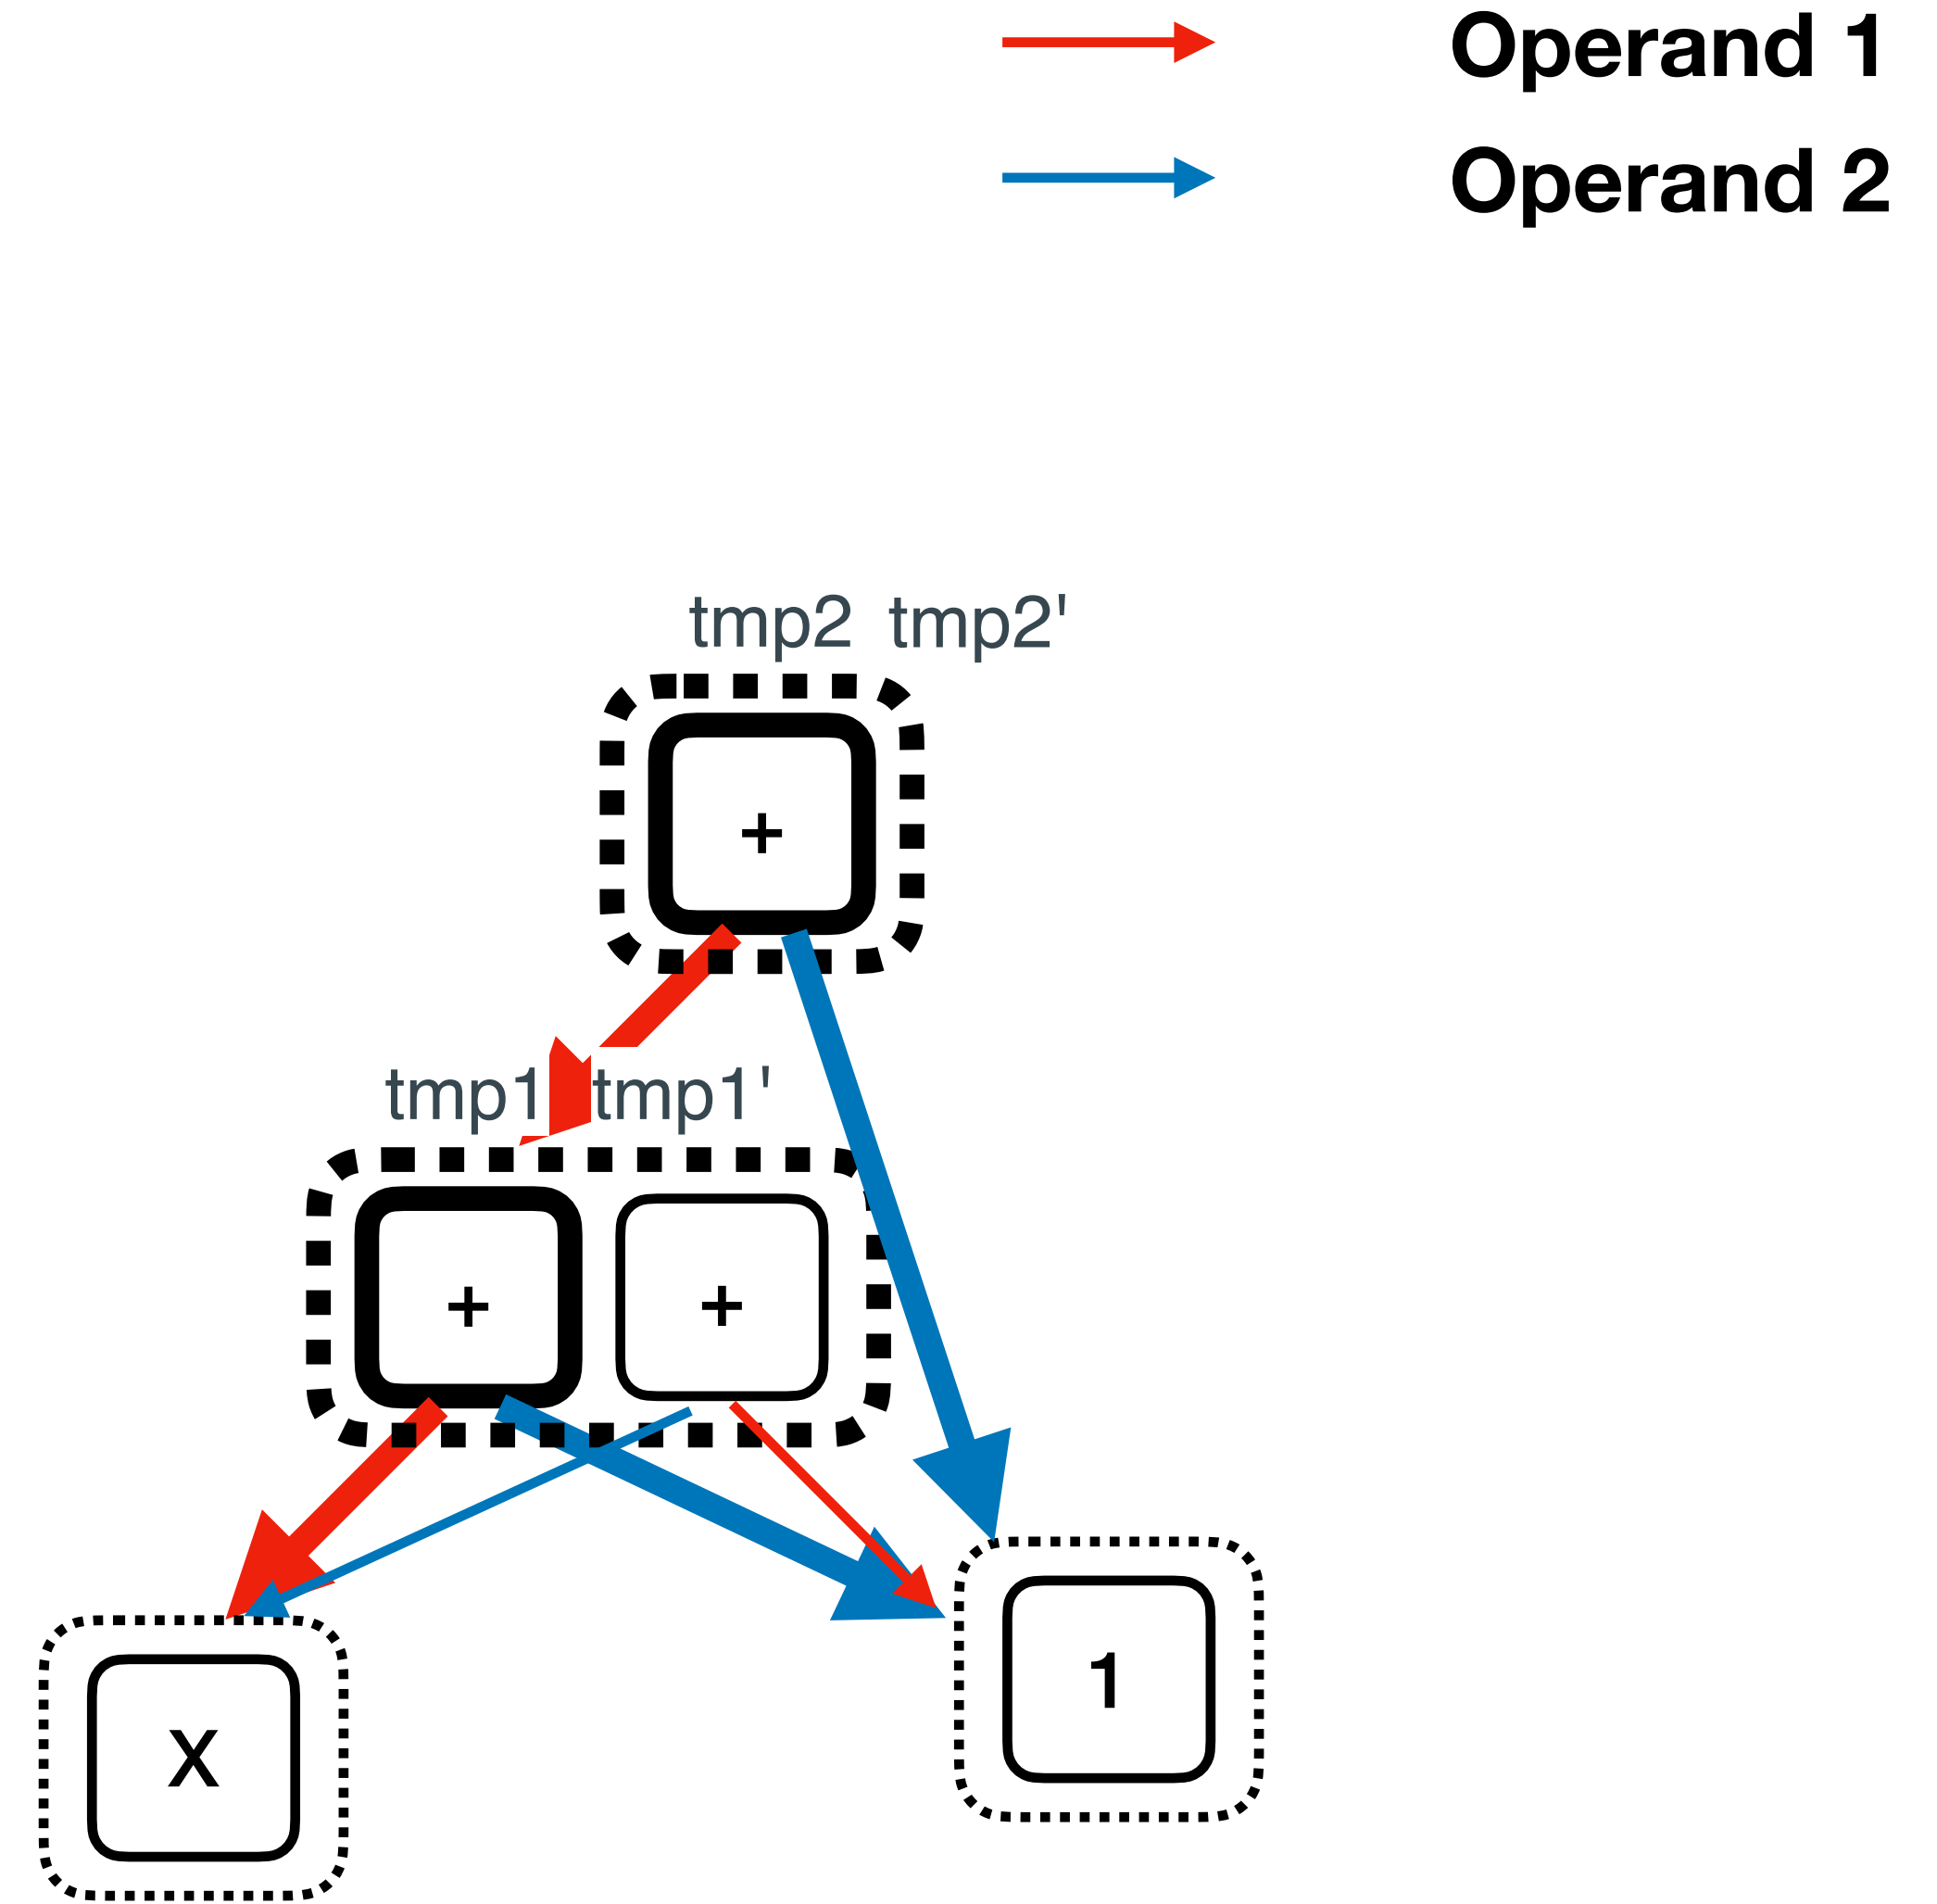 Operand 1
Operand 2
tmp2 tmp2'
+
tmp1 tmp1'
+ +
1
X